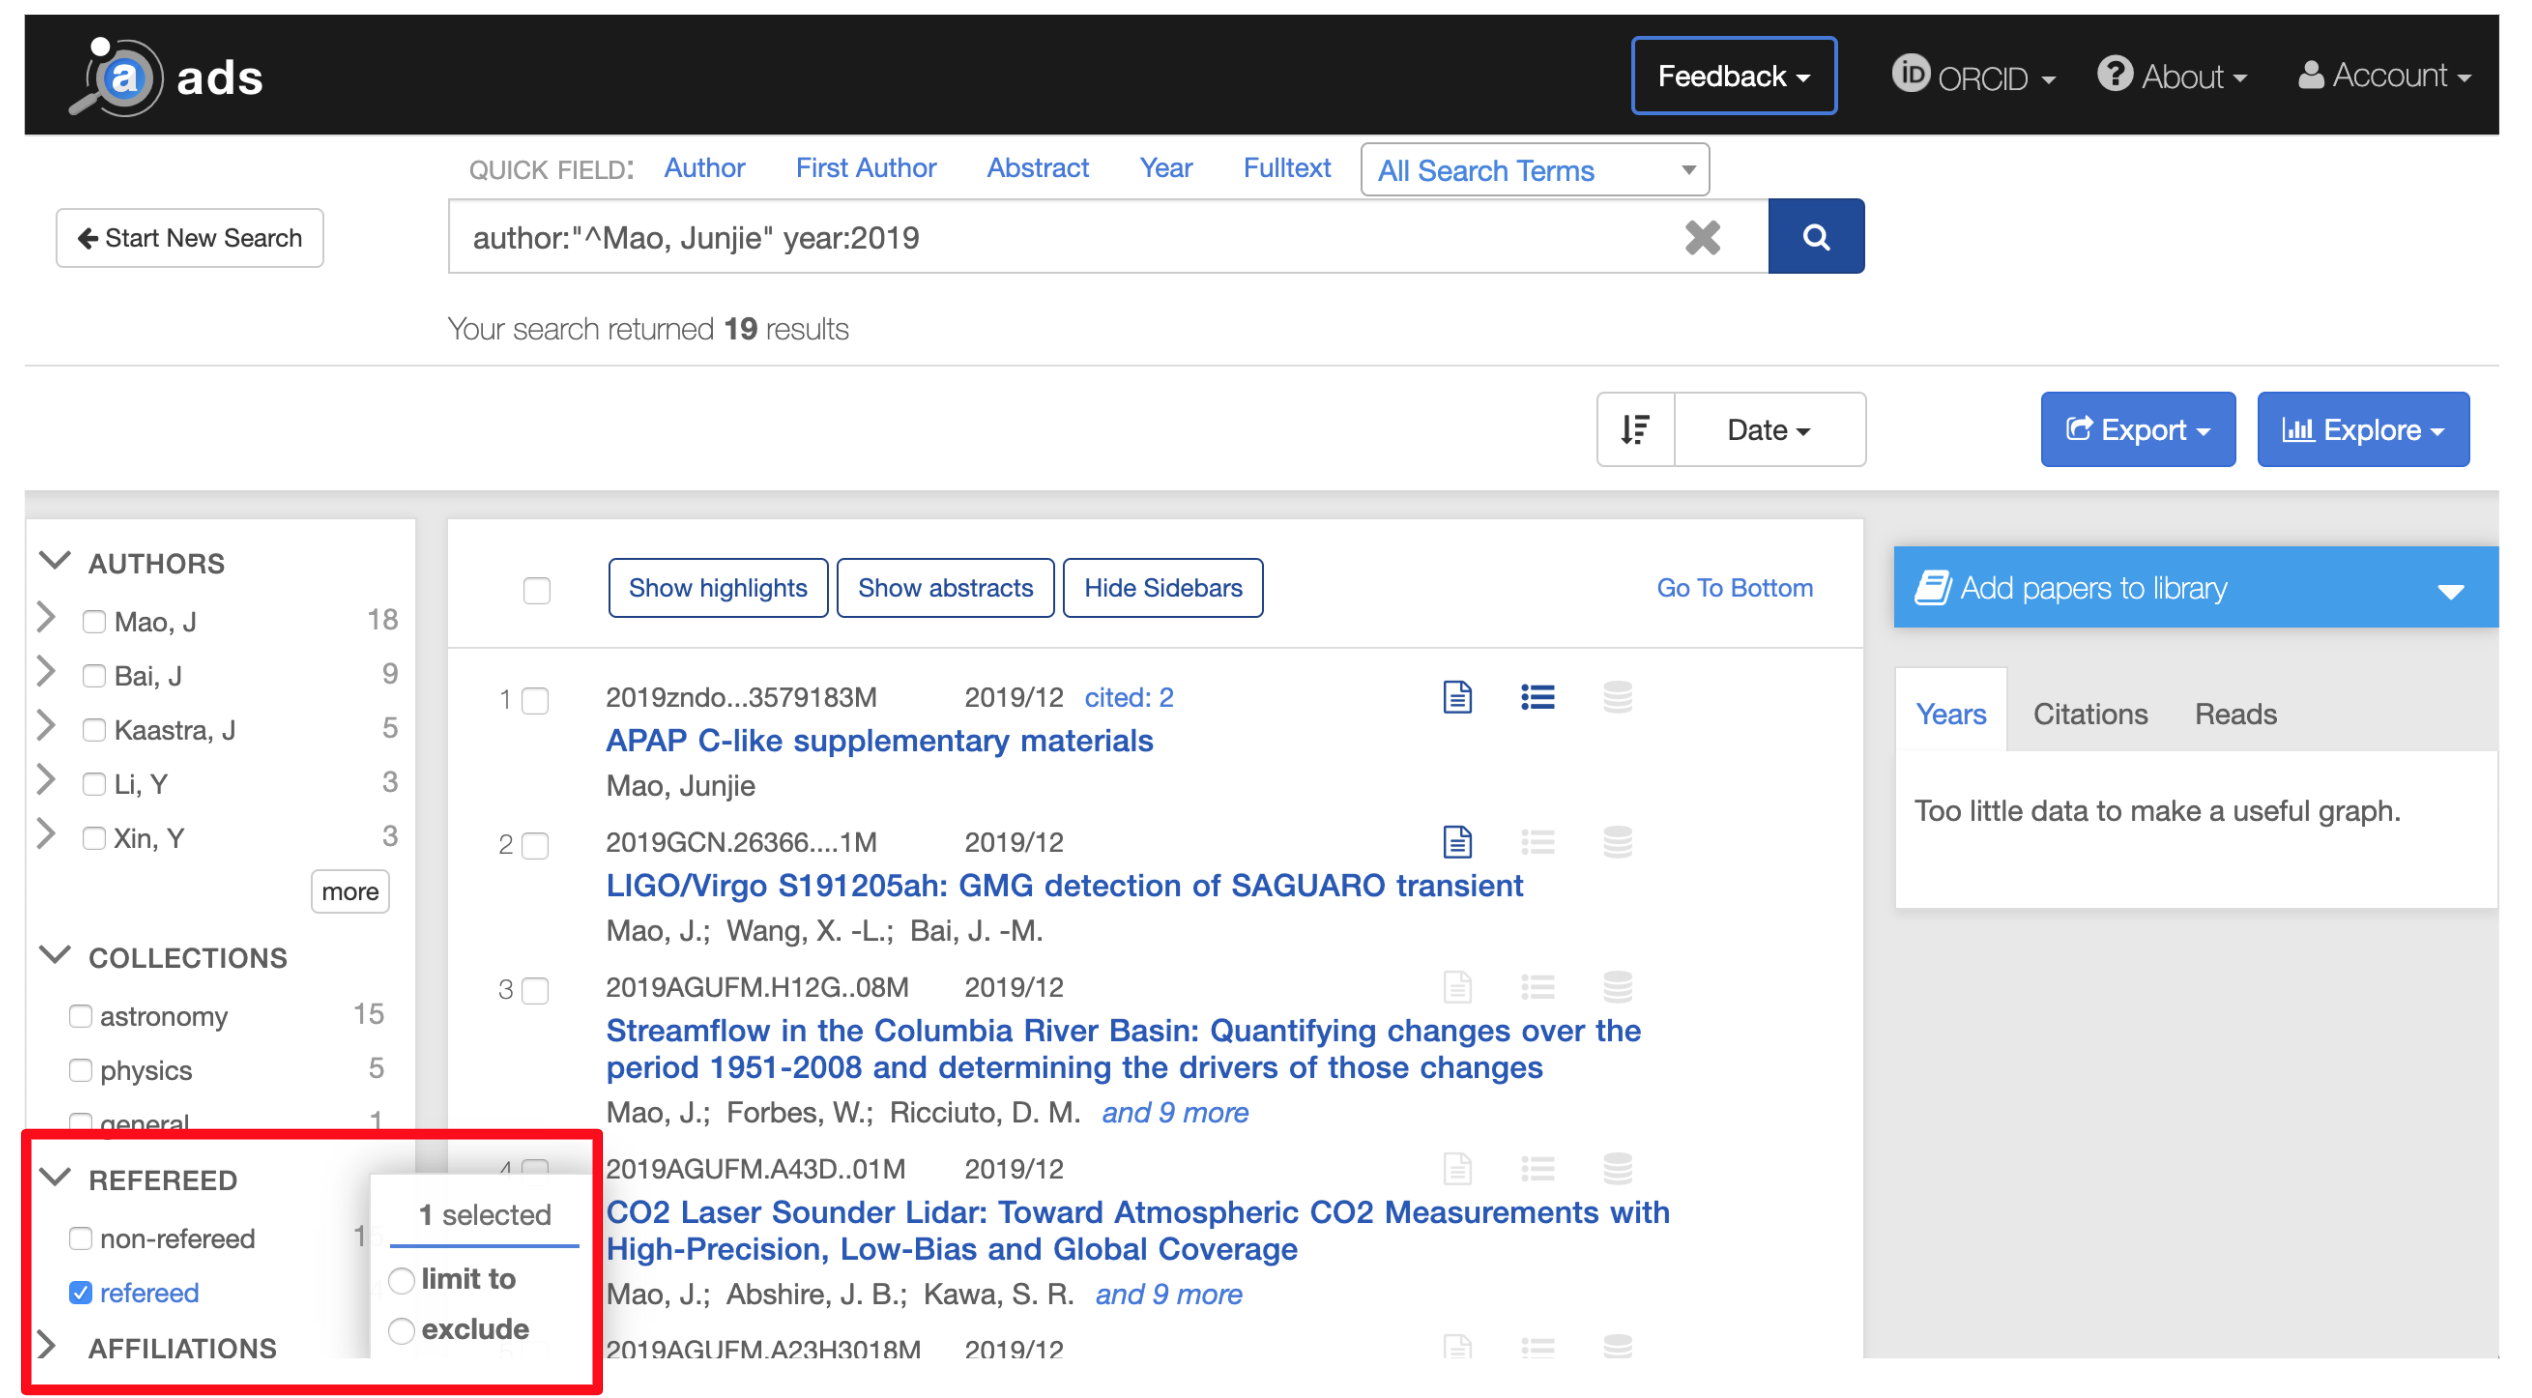 a ads
Feedback
iD ORCID
? About
Account
QUICK FIELD: Author First Author Abstract Year Fulltext All Search Terms
Start New Search
author:"^Mao, Junjie" year:2019
Your search returned 19 results
Date
Export
Explore
AUTHORS
Mao, J 18
Bai, J 9
Kaastra, J 5
Li, Y 3
Xin, Y 3
more
COLLECTIONS
astronomy 15
physics 5
general 1
REFEREED
non-refereed
refereed
AFFILIATIONS
1 selected
limit to
exclude
Show highlights Show abstracts Hide Sidebars Go To Bottom
1 2019zndo...3579183M 2019/12 cited: 2
APAP C-like supplementary materials
Mao, Junjie
2 2019GCN.26366....1M 2019/12
LIGO/Virgo S191205ah: GMG detection of SAGUARO transient
Mao, J.; Wang, X. -L.; Bai, J. -M.
3 2019AGUFM.H12G..08M 2019/12
Streamflow in the Columbia River Basin: Quantifying changes over the
period 1951-2008 and determining the drivers of those changes
Mao, J.; Forbes, W.; Ricciuto, D. M. and 9 more
4 2019AGUFM.A43D..01M 2019/12
CO2 Laser Sounder Lidar: Toward Atmospheric CO2 Measurements with
High-Precision, Low-Bias and Global Coverage
Mao, J.; Abshire, J. B.; Kawa, S. R. and 9 more
2019AGUFM.A23H3018M 2019/12
Add papers to library
Years Citations Reads
Too little data to make a useful graph.